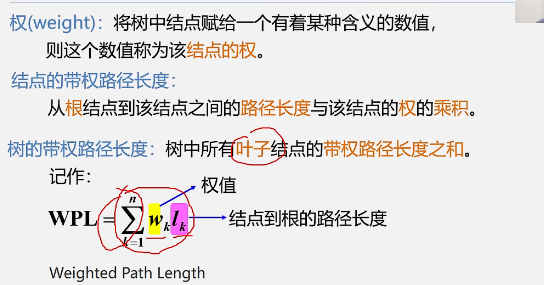 权(weight)：将树中结点赋给一个有着某种含义的数值，
则这个数值称为该结点的权。
结点的带权路径长度：
从根结点到该结点之间的路径长度与该结点的权的乘积。
树的带权路径长度：树中所有叶子结点的带权路径长度之和。
记作：
权值
WPL = ∑ₖ₌₁ⁿ wₖlₖ
结点到根的路径长度
Weighted Path Length